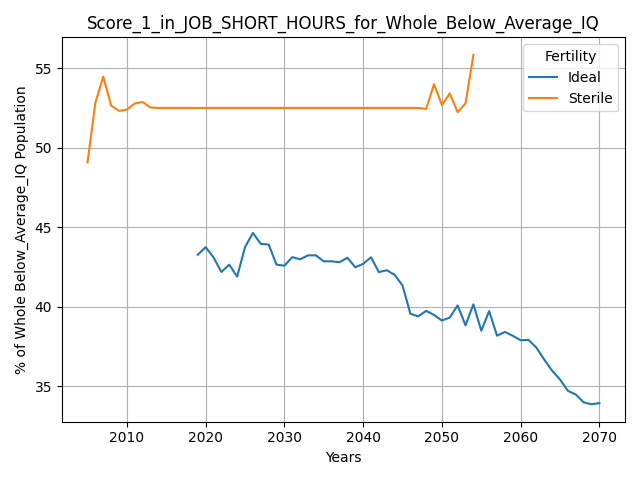 Score_1_in_JOB_SHORT_HOURS_for_Whole_Below_Average_IQ
Fertility
Ideal
Sterile
% of Whole Below_Average_IQ Population
55
50
45
40
35
2010 2020 2030 2040 2050 2060 2070
Years